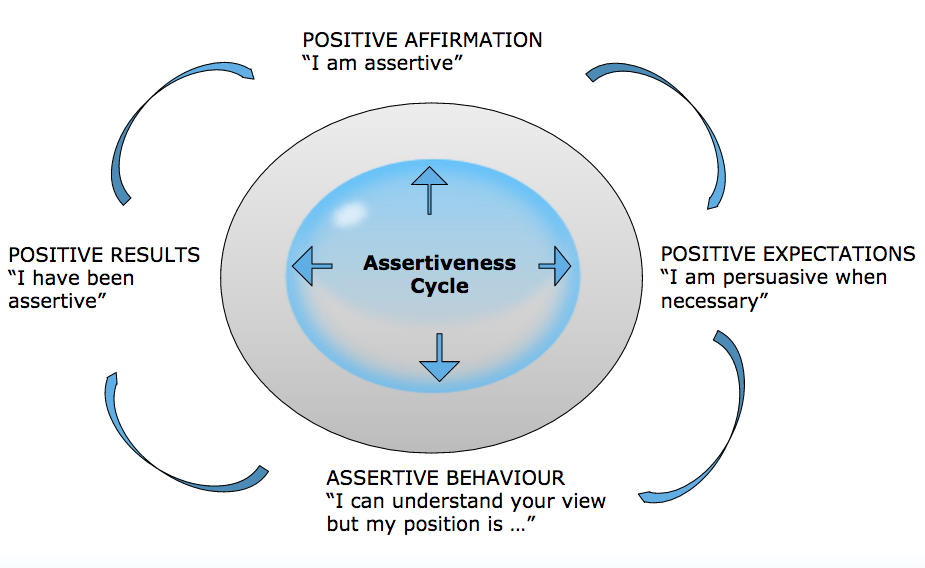 POSITIVE AFFIRMATION
“I am assertive”
POSITIVE RESULTS
“I have been
assertive”
Assertiveness
Cycle
POSITIVE EXPECTATIONS
“I am persuasive when
necessary”
ASSERTIVE BEHAVIOUR
“I can understand your view
but my position is …”